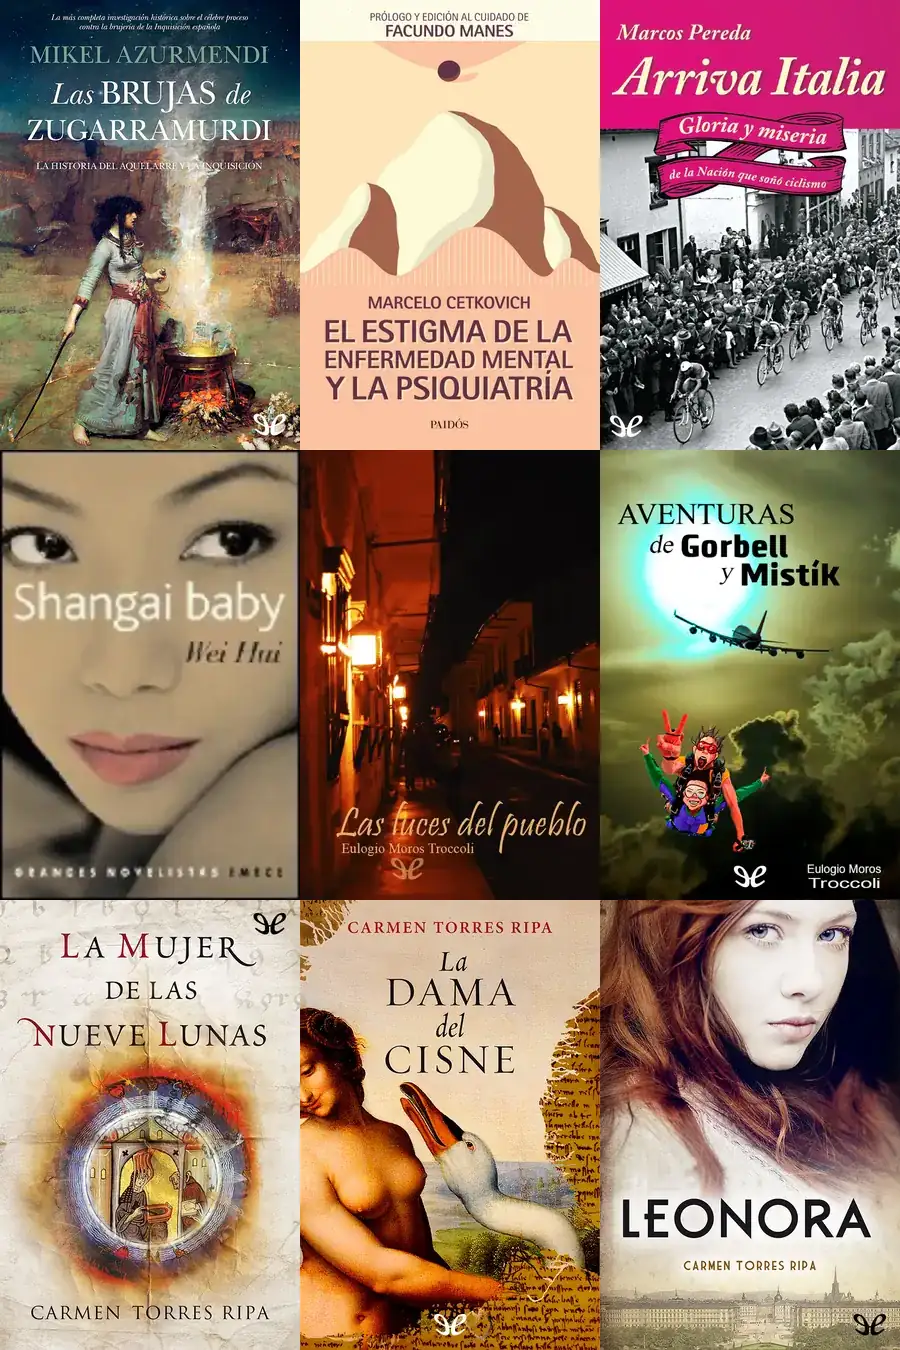 La más completa investigación histórica sobre el célebre proceso
contra la brujería de la Inquisición española
MIKEL AZURMENDI
Las BRUJAS de
ZUGARRAMURDI
LA HISTORIA DEL AQUELARRE Y LA INQUISICIÓN
PRÓLOGO Y EDICIÓN AL CUIDADO DE
FACUNDO MANES
MARCELO CETKOVICH
EL ESTIGMA DE LA
ENFERMEDAD MENTAL
Y LA PSIQUIATRÍA
PAIDÓS
Marcos Pereda
Arriva Italia
Gloria y miseria
de la Nación que soñó ciclismo
Shangai baby
Wei Hui
GRANDES NOVELISTAS EMECÉ
Las luces del pueblo
Eulogio Moros Troccoli
AVENTURAS
de Gorbell
y Mistík
Eulogio Moros
Troccoli
LA MUJER
DE LAS
NUEVE LUNAS
CARMEN TORRES RIPA
CARMEN TORRES RIPA
La
DAMA
del
CISNE
LEONORA
CARMEN TORRES RIPA